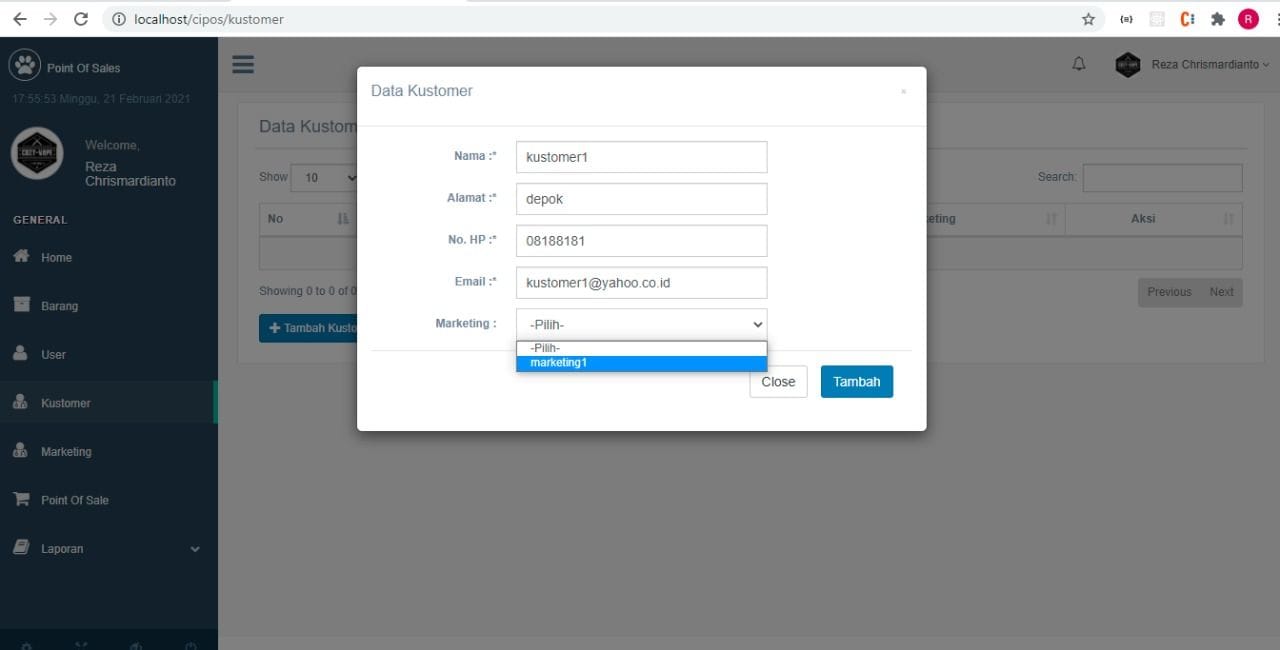 localhost/cipos/kustomer
R
Point Of Sales
17:55:53 Minggu, 21 Februari 2021
Welcome,
Reza
Chrismardianto
GENERAL
Home
Barang
User
Kustomer
Marketing
Point Of Sale
Laporan
Reza Chrismardianto
Data Kustom
Show 10
Search:
No
eting
Aksi
Showing 0 to 0 of 0
Previous Next
Tambah Kusto
Data Kustomer
×
Nama :* kustomer1
Alamat :* depok
No. HP :* 08188181
Email :* kustomer1@yahoo.co.id
Marketing : -Pilih-
-Pilih-
marketing1
Close Tambah